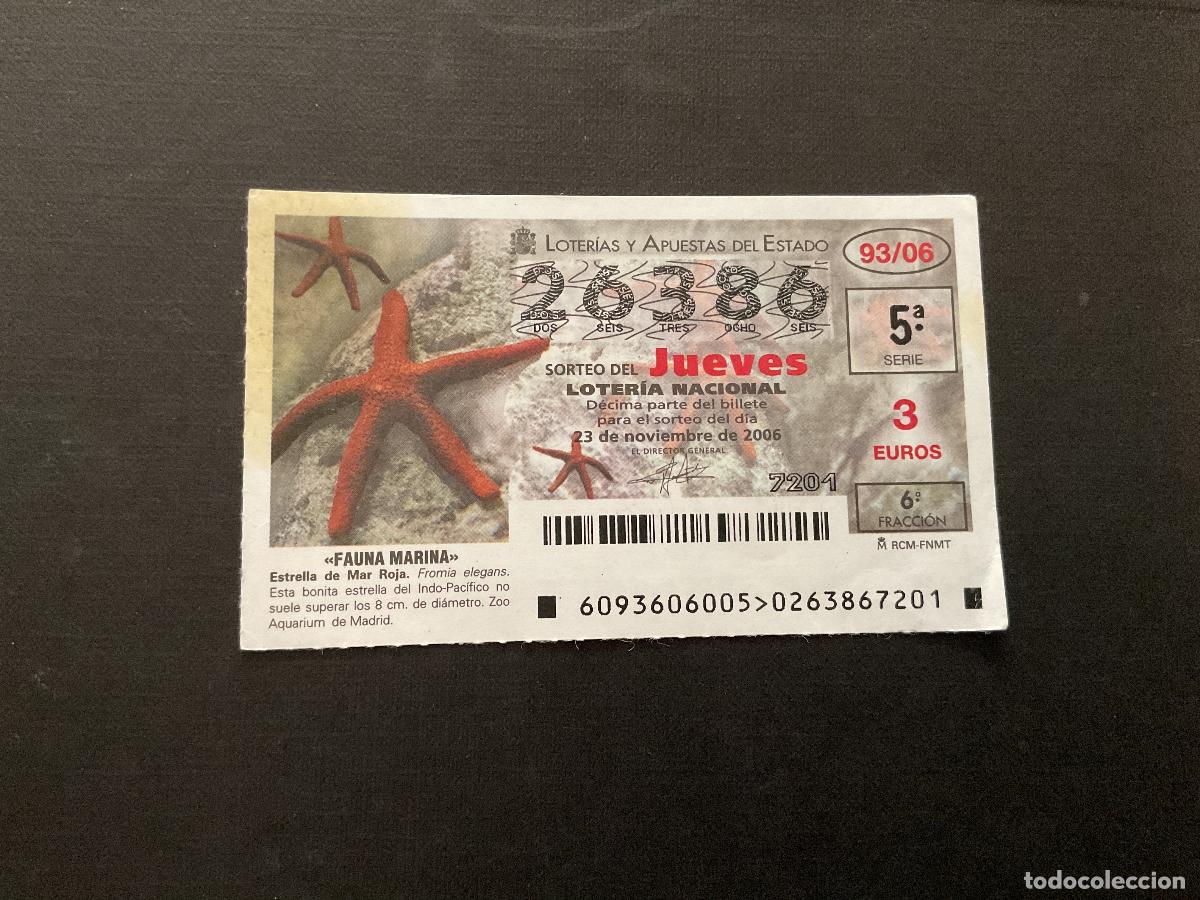 LOTERÍAS Y APUESTAS DEL ESTADO
93/06
26386
DOS SEIS TRES OCHO SEIS
5ª
SERIE
SORTEO DEL Jueves
LOTERÍA NACIONAL
Décima parte del billete
para el sorteo del día
23 de noviembre de 2006
EL DIRECTOR GENERAL
3
EUROS
7201
6ª
FRACCIÓN
RCM-FNMT
«FAUNA MARINA»
Estrella de Mar Roja. Fromia elegans.
Esta bonita estrella del Indo-Pacífico no
suele superar los 8 cm. de diámetro. Zoo
Aquarium de Madrid.
6093606005>0263867201
todocoleccion